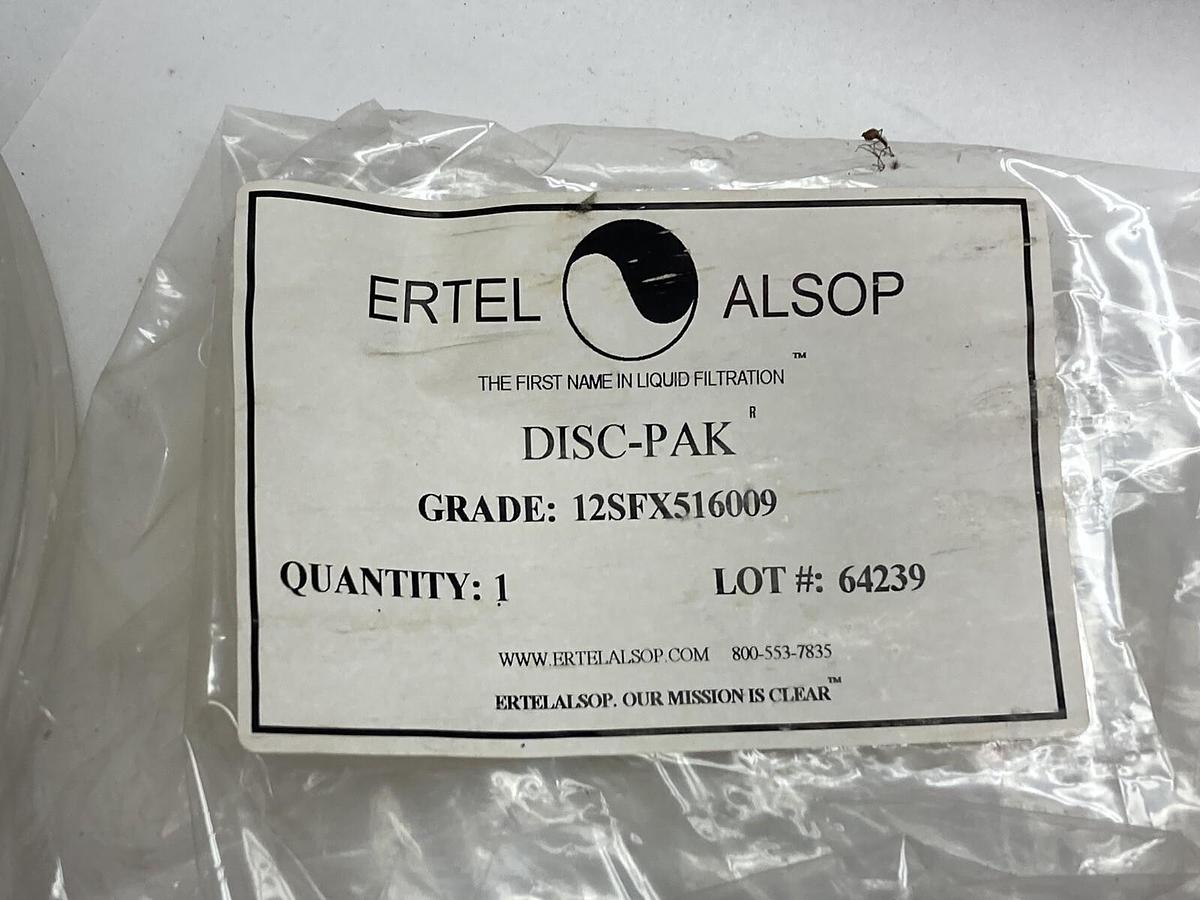 ERTEL ALSOP
THE FIRST NAME IN LIQUID FILTRATION ™
DISC-PAK R
GRADE: 12SFX516009
QUANTITY: 1 LOT #: 64239
WWW.ERTELALSOP.COM 800-553-7835
ERTELALSOP. OUR MISSION IS CLEAR™